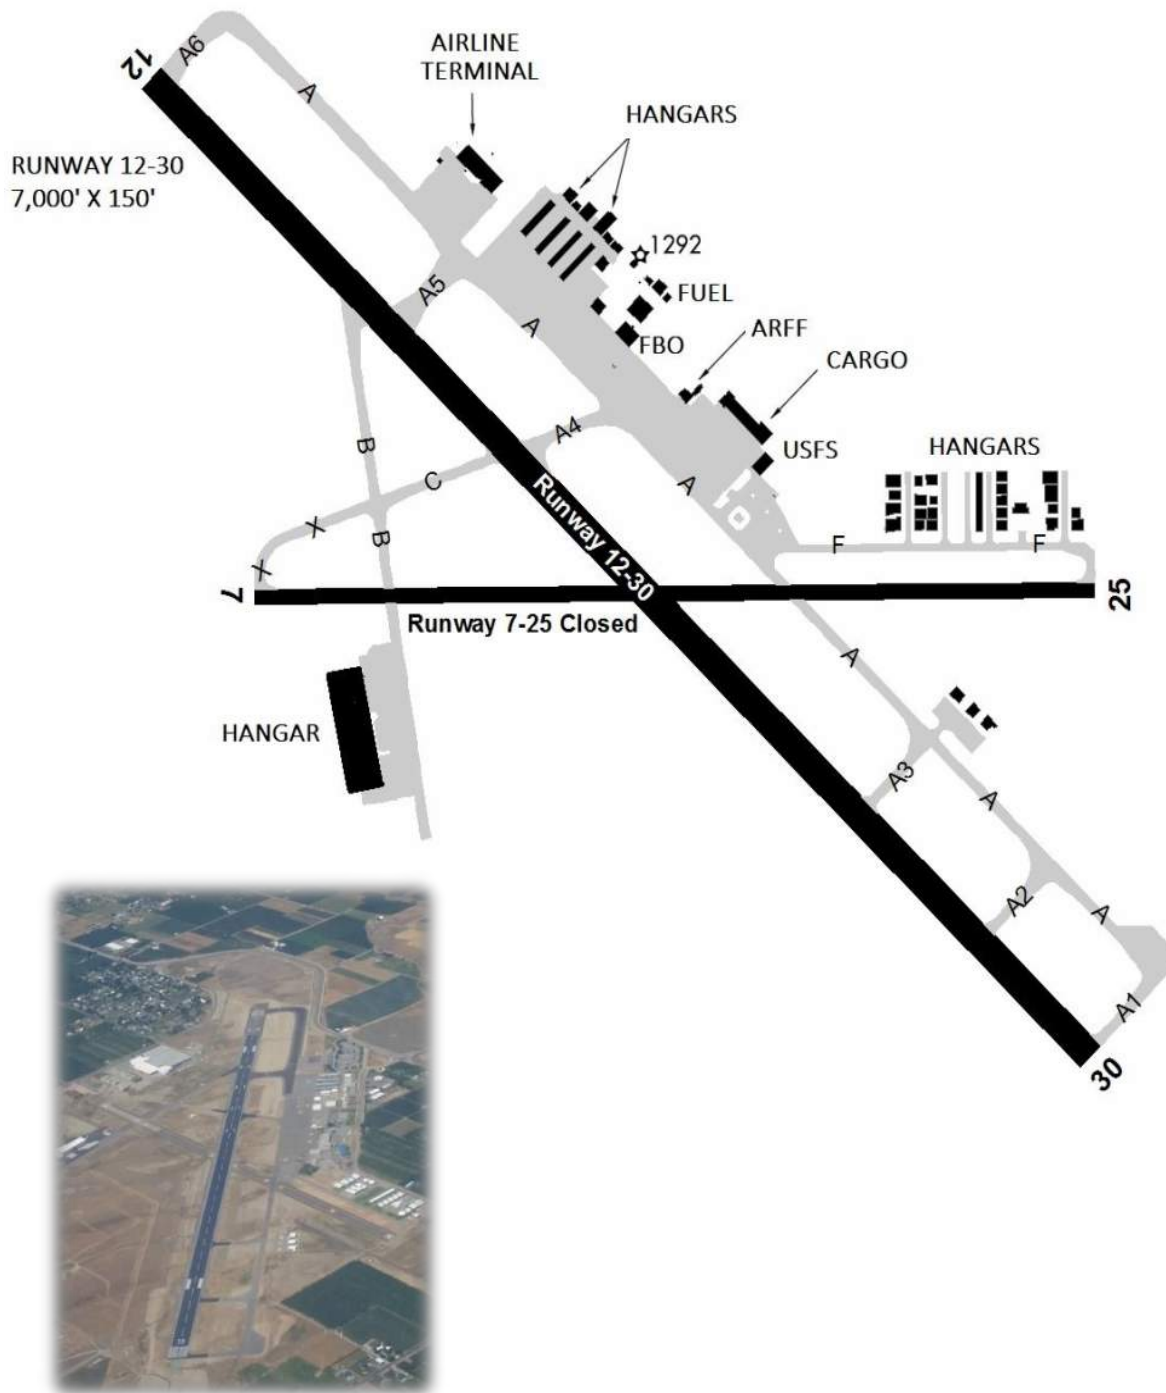 12
A6
A
AIRLINE
TERMINAL
HANGARS
RUNWAY 12-30
7,000' X 150'
1292
A5
FUEL
A
FBO
ARFF
CARGO
A4
B
C
USFS
HANGARS
A
Runway 12-30
X
B
F
F
X
7
25
Runway 7-25 Closed
A
HANGAR
A3
A
A2
A
A1
30